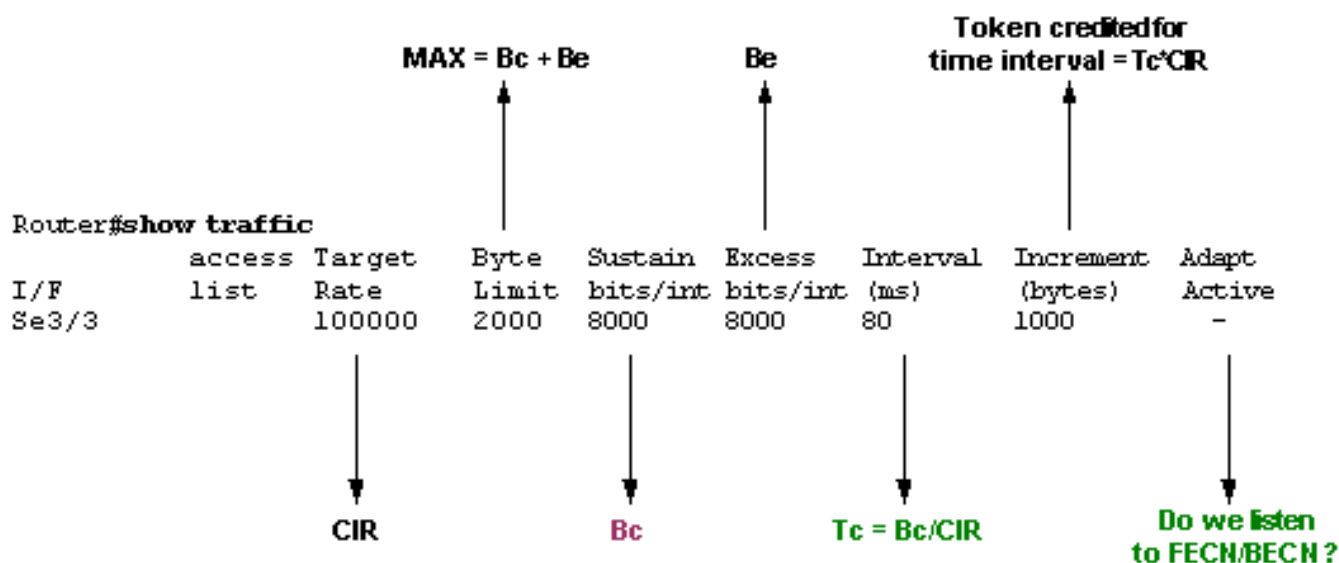 Token credited for
MAX = Bc + Be Be time interval = Tc*CIR
Router#show traffic
access Target Byte Sustain Excess Interval Increment Adapt
I/F list Rate Limit bits/int bits/int (ms) (bytes) Active
Se3/3 100000 2000 8000 8000 80 1000 -
CIR Bc Tc = Bc/CIR Do we listen
to FECN/BECN ?